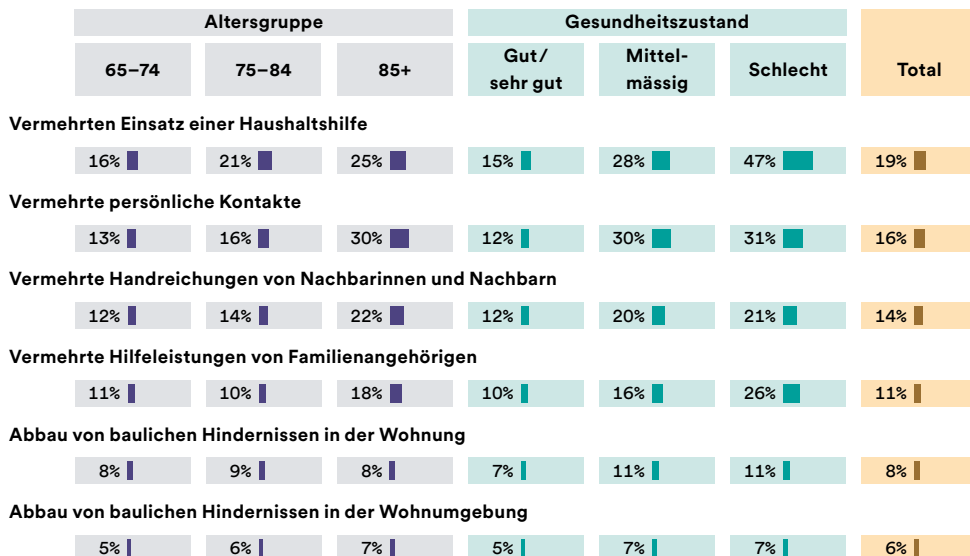 Altersgruppe Gesundheitszustand
65–74 75–84 85+ Gut/ sehr gut Mittel- mässig Schlecht Total
Vermehrten Einsatz einer Haushaltshilfe
16% 21% 25% 15% 28% 47% 19%
Vermehrte persönliche Kontakte
13% 16% 30% 12% 30% 31% 16%
Vermehrte Handreichungen von Nachbarinnen und Nachbarn
12% 14% 22% 12% 20% 21% 14%
Vermehrte Hilfeleistungen von Familienangehörigen
11% 10% 18% 10% 16% 26% 11%
Abbau von baulichen Hindernissen in der Wohnung
8% 9% 8% 7% 11% 11% 8%
Abbau von baulichen Hindernissen in der Wohnumgebung
5% 6% 7% 5% 7% 7% 6%